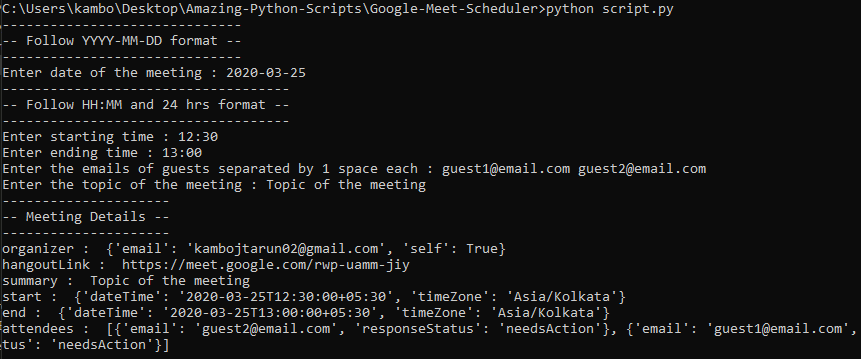 C:\Users\kambo\Desktop\Amazing-Python-Scripts\Google-Meet-Scheduler>python script.py
------------------------------
-- Follow YYYY-MM-DD format --
------------------------------
Enter date of the meeting : 2020-03-25
------------------------------------
-- Follow HH:MM and 24 hrs format --
------------------------------------
Enter starting time : 12:30
Enter ending time : 13:00
Enter the emails of guests separated by 1 space each : guest1@email.com guest2@email.com
Enter the topic of the meeting : Topic of the meeting
---------------------
-- Meeting Details --
---------------------
organizer :  {'email': 'kambojtarun02@gmail.com', 'self': True}
hangoutLink :  https://meet.google.com/rwp-uamm-jiy
summary :  Topic of the meeting
start :  {'dateTime': '2020-03-25T12:30:00+05:30', 'timeZone': 'Asia/Kolkata'}
end :  {'dateTime': '2020-03-25T13:00:00+05:30', 'timeZone': 'Asia/Kolkata'}
attendees :  [{'email': 'guest2@email.com', 'responseStatus': 'needsAction'}, {'email': 'guest1@email.com',
tus': 'needsAction'}]